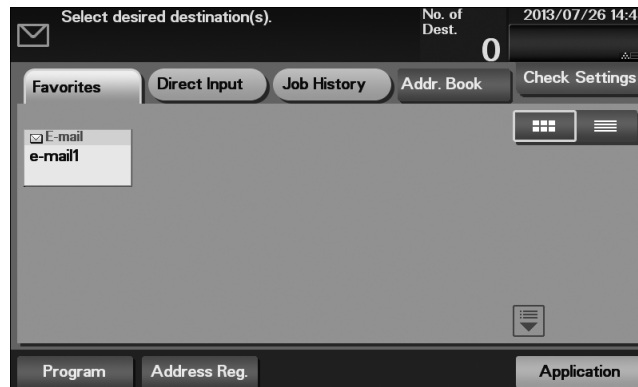 Select desired destination(s).
No. of
Dest.
0
2013/07/26 14:4
Favorites
Direct Input
Job History
Addr. Book
Check Settings
E-mail
e-mail1
Program
Address Reg.
Application